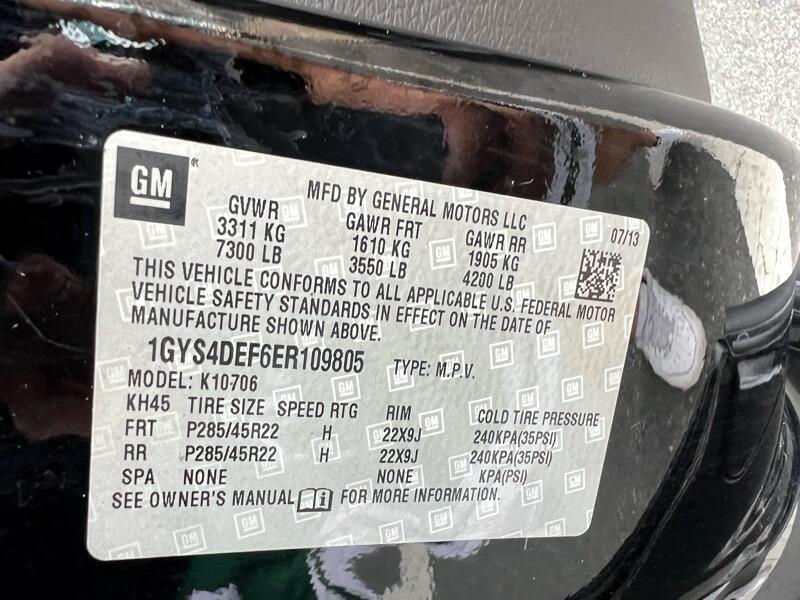 GM
MFD BY GENERAL MOTORS LLC
07/13
GVWR GAWR FRT GAWR RR
3311 KG 1610 KG 1905 KG
7300 LB 3550 LB 4200 LB
THIS VEHICLE CONFORMS TO ALL APPLICABLE U.S. FEDERAL MOTOR
VEHICLE SAFETY STANDARDS IN EFFECT ON THE DATE OF
MANUFACTURE SHOWN ABOVE.
1GYS4DEF6ER109805 TYPE: M.P.V.
MODEL: K10706
KH45 TIRE SIZE SPEED RTG RIM COLD TIRE PRESSURE
FRT P285/45R22 H 22X9J 240KPA(35PSI)
RR P285/45R22 H 22X9J 240KPA(35PSI)
SPA NONE NONE KPA(PSI)
SEE OWNER'S MANUAL FOR MORE INFORMATION.